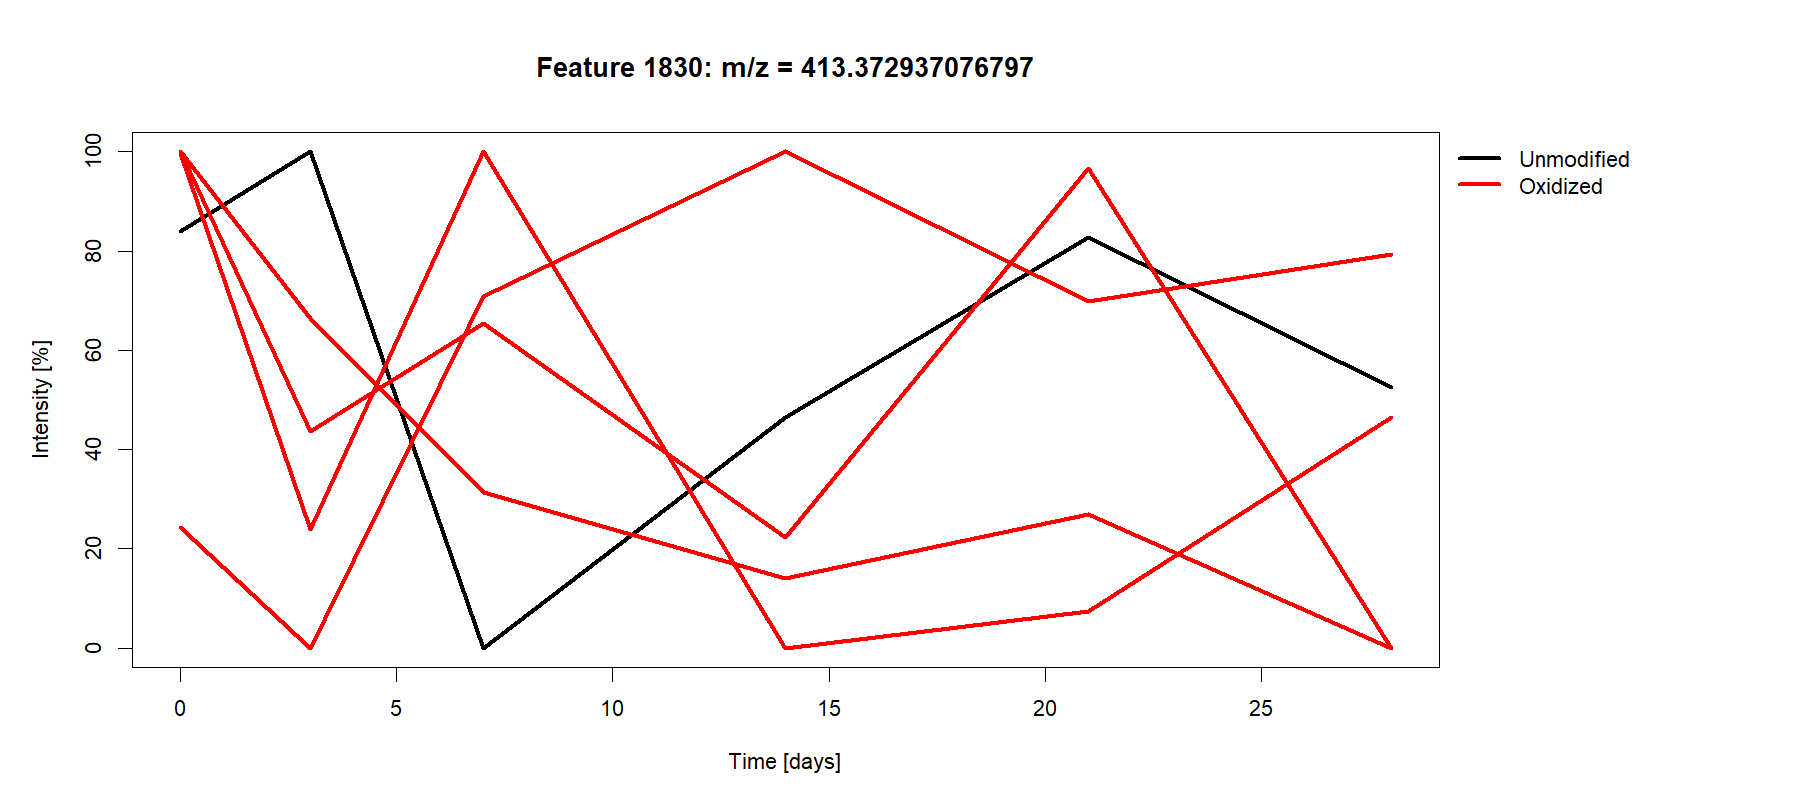 Feature 1830: m/z = 413.372937076797
Unmodified
Oxidized
Intensity [%]
100
80
60
40
20
0
0 5 10 15 20 25
Time [days]